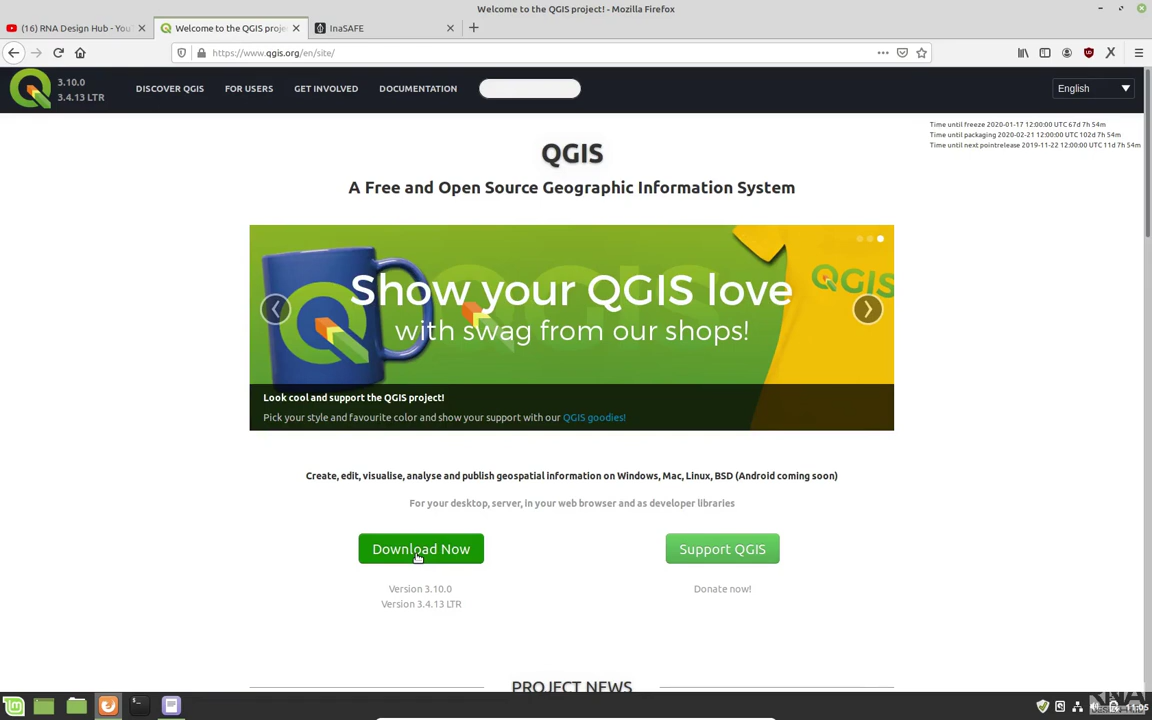 Welcome to the QGIS project! - Mozilla Firefox
(16) RNA Design Hub - You
Welcome to the QGIS proje
InaSAFE
https://www.qgis.org/en/site/
3.10.0
3.4.13 LTR
DISCOVER QGIS
FOR USERS
GET INVOLVED
DOCUMENTATION
English
Time until freeze 2020-01-17 12:00:00 UTC 67d 7h 54m
Time until packaging 2020-02-21 12:00:00 UTC 102d 7h 54m
Time until next pointrelease 2019-11-22 12:00:00 UTC 11d 7h 54m
QGIS
A Free and Open Source Geographic Information System
Show your QGIS love
with swag from our shops!
QGIS
Look cool and support the QGIS project!
Pick your style and favourite color and show your support with our QGIS goodies!
Create, edit, visualise, analyse and publish geospatial information on Windows, Mac, Linux, BSD (Android coming soon)
For your desktop, server, in your web browser and as developer libraries
Download Now
Support QGIS
Version 3.10.0
Version 3.4.13 LTR
Donate now!
PROJECT NEWS
11:05